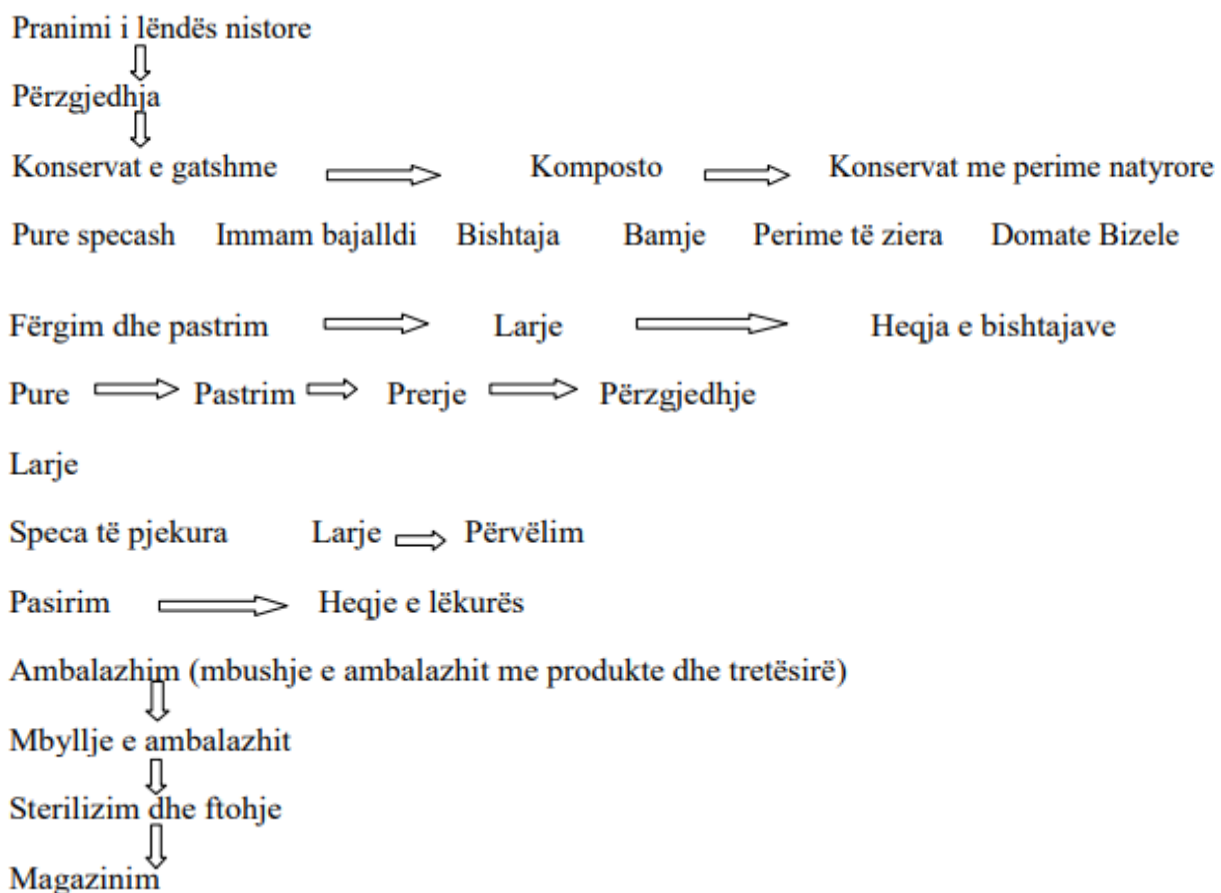 Pranimi i lëndës nistore
Përzgjedhja
Konservat e gatshme Komposto Konservat me perime natyrore
Pure specash Immam bajalldi Bishtaja Bamje Perime të ziera Domate Bizele
Fërgim dhe pastrim Larje Heqja e bishtajave
Pure Pastrim Prerje Përzgjedhje
Larje
Speca të pjekura Larje Përvëlim
Pasirim Heqje e lëkurës
Ambalazhim (mbushje e ambalazhit me produkte dhe tretësirë)
Mbyllje e ambalazhit
Sterilizim dhe ftohje
Magazinim